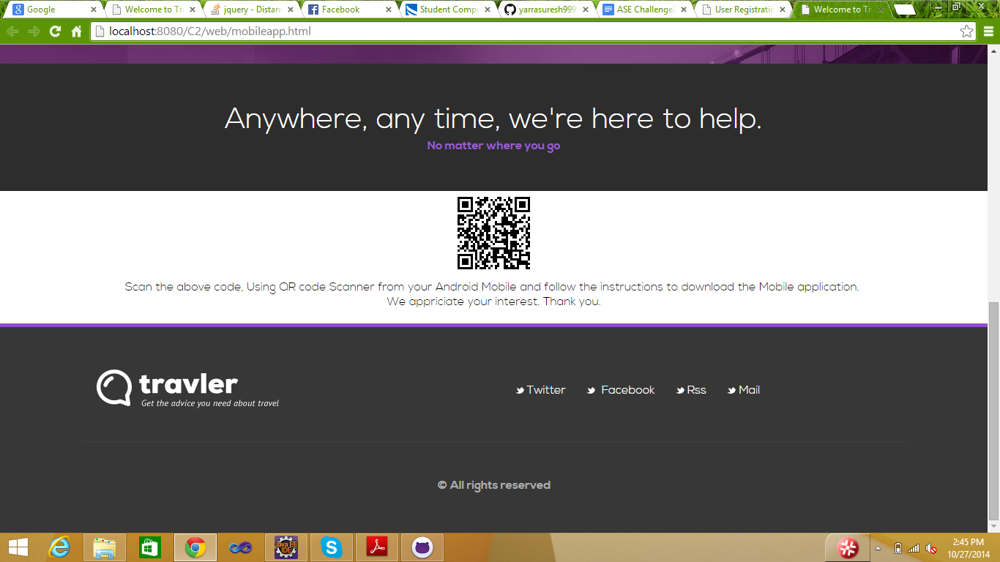 Google
Welcome to Tr
jquery - Distan
Facebook
Student Comp
yarrasuresh999
ASE Challenge
User Registratio
Welcome to Tr
localhost:8080/C2/web/mobileapp.html
Anywhere, any time, we're here to help.
No matter where you go
Scan the above code, Using QR code Scanner from your Android Mobile and follow the instructions to download the Mobile application.
We appriciate your interest. Thank you.
travler
Get the advice you need about travel
Twitter Facebook Rss Mail
© All rights reserved
Java EE
IDE
2:45 PM
10/27/2014